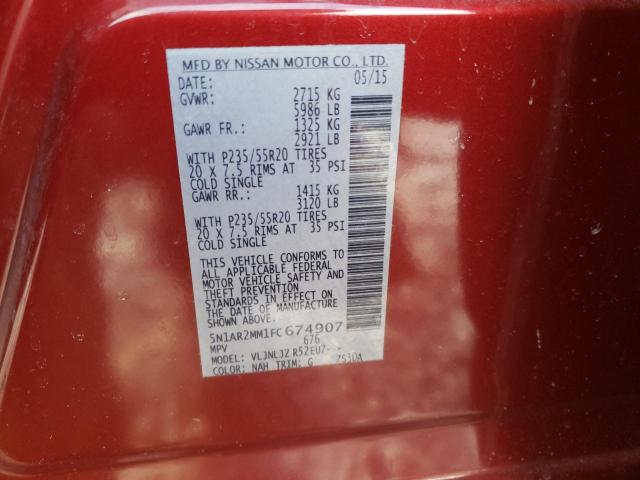 MFD BY NISSAN MOTOR CO., LTD.
DATE: 05/15
GVWR: 2715 KG
5986 LB
GAWR FR.: 1325 KG
2921 LB
WITH P235/55R20 TIRES
20 X 7.5 RIMS AT 35 PSI
COLD SINGLE
GAWR RR.: 1415 KG
3120 LB
WITH P235/55R20 TIRES
20 X 7.5 RIMS AT 35 PSI
COLD SINGLE
THIS VEHICLE CONFORMS TO
ALL APPLICABLE FEDERAL
MOTOR VEHICLE SAFETY AND
THEFT PREVENTION
STANDARDS IN EFFECT ON
THE DATE OF MANUFACTURE
SHOWN ABOVE.
5N1AR2MM1FC674907
MPV 676
MODEL:
COLOR: NAH TRIM: G